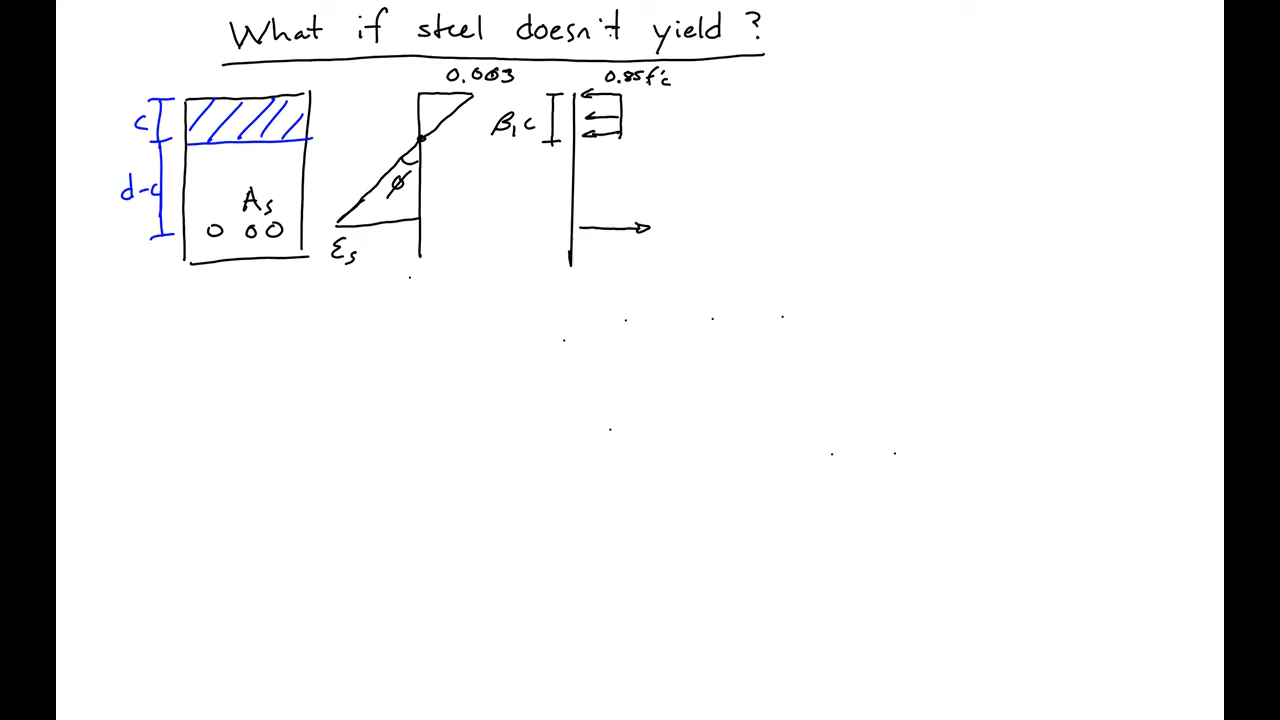 What if steel doesn't yield ?
0.003
0.85f'c
c
β₁c
d-c
ϕ
As
εs